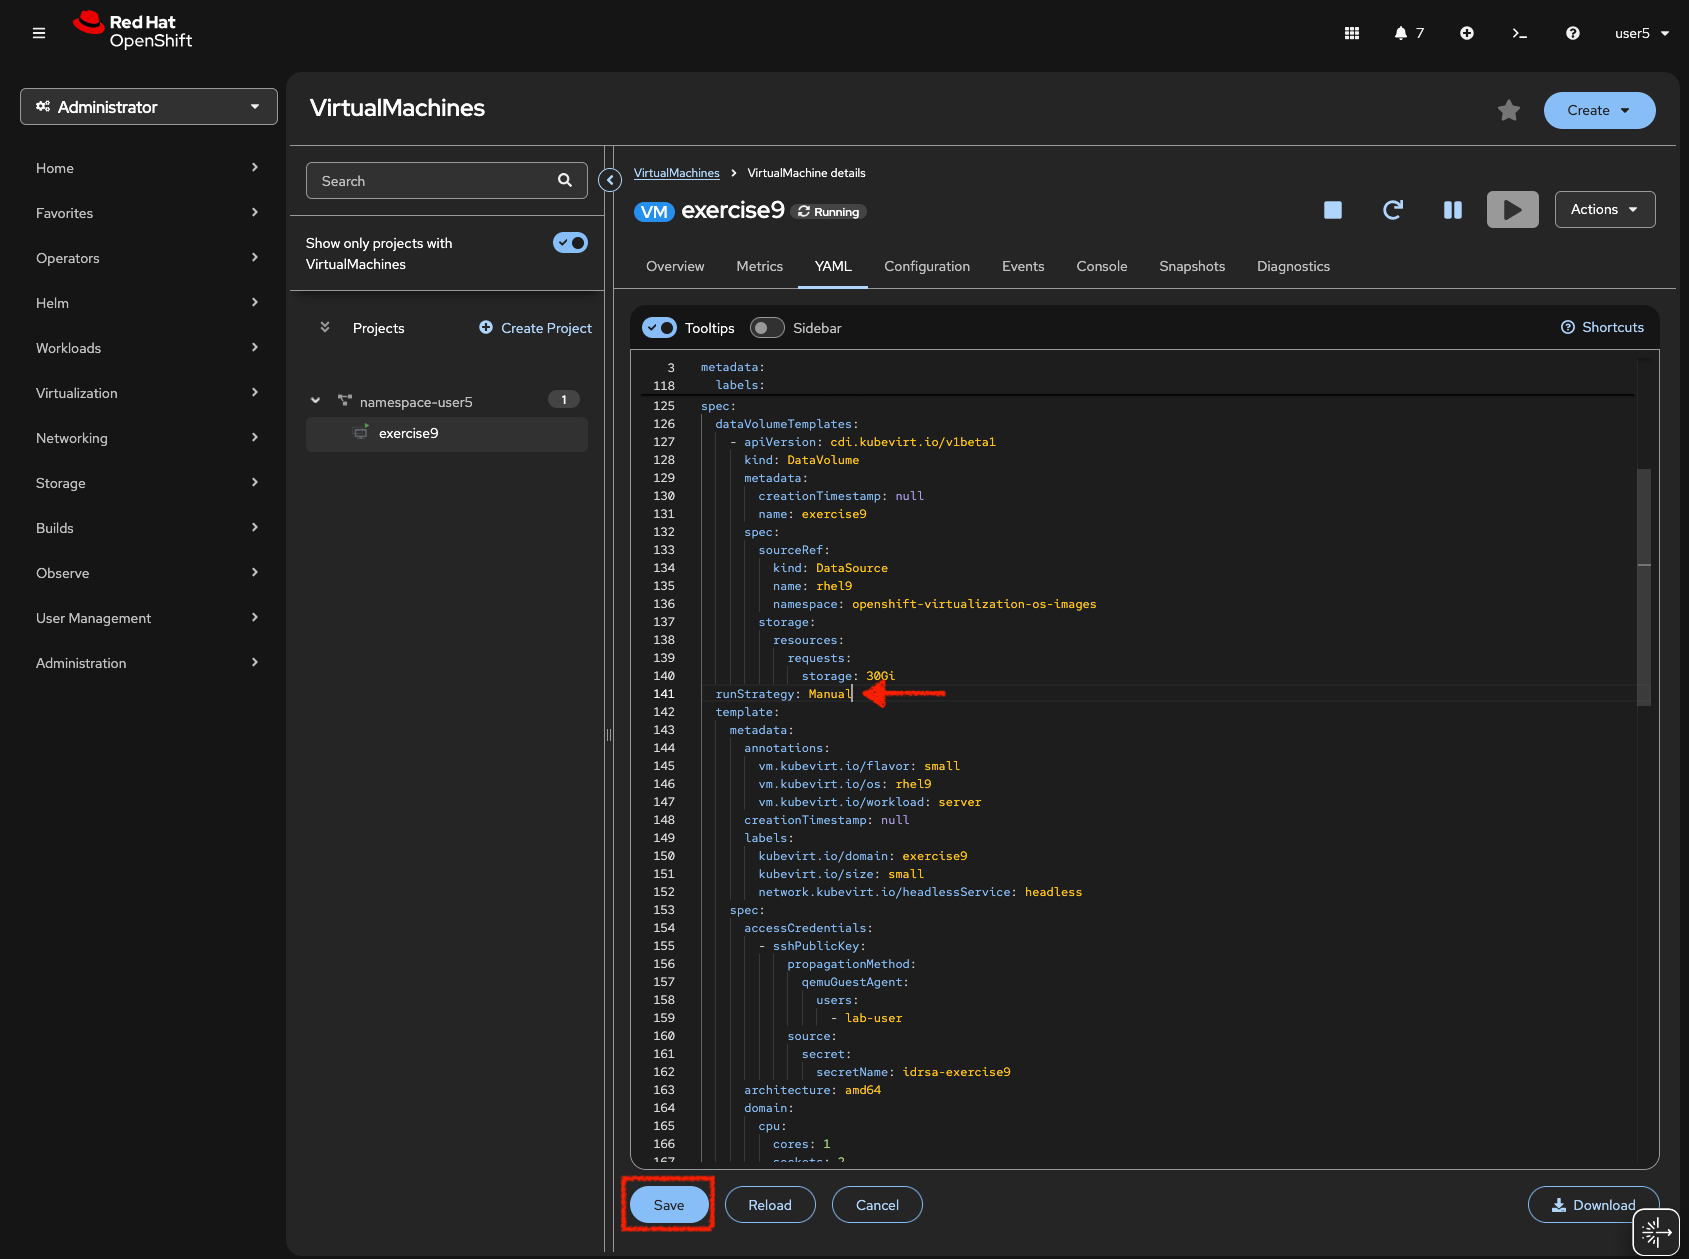 Red Hat
OpenShift
7
user5
Administrator
Home
Favorites
Operators
Helm
Workloads
Virtualization
Networking
Storage
Builds
Observe
User Management
Administration
VirtualMachines
Create
Search
Show only projects with
VirtualMachines
Projects
Create Project
namespace-user5
1
exercise9
VirtualMachines > VirtualMachine details
VM exercise9 Running
Actions
Overview Metrics YAML Configuration Events Console Snapshots Diagnostics
Tooltips Sidebar Shortcuts
3 metadata:
118 labels:
125 spec:
126 dataVolumeTemplates:
127 - apiVersion: cdi.kubevirt.io/v1beta1
128 kind: DataVolume
129 metadata:
130 creationTimestamp: null
131 name: exercise9
132 spec:
133 sourceRef:
134 kind: DataSource
135 name: rhel9
136 namespace: openshift-virtualization-os-images
137 storage:
138 resources:
139 requests:
140 storage: 30Gi
141 runStrategy: Manual
142 template:
143 metadata:
144 annotations:
145 vm.kubevirt.io/flavor: small
146 vm.kubevirt.io/os: rhel9
147 vm.kubevirt.io/workload: server
148 creationTimestamp: null
149 labels:
150 kubevirt.io/domain: exercise9
151 kubevirt.io/size: small
152 network.kubevirt.io/headlessService: headless
153 spec:
154 accessCredentials:
155 - sshPublicKey:
156 propagationMethod:
157 qemuGuestAgent:
158 users:
159 - lab-user
160 source:
161 secret:
162 secretName: idrsa-exercise9
163 architecture: amd64
164 domain:
165 cpu:
166 cores: 1
167 sockets: 2
Save Reload Cancel Download